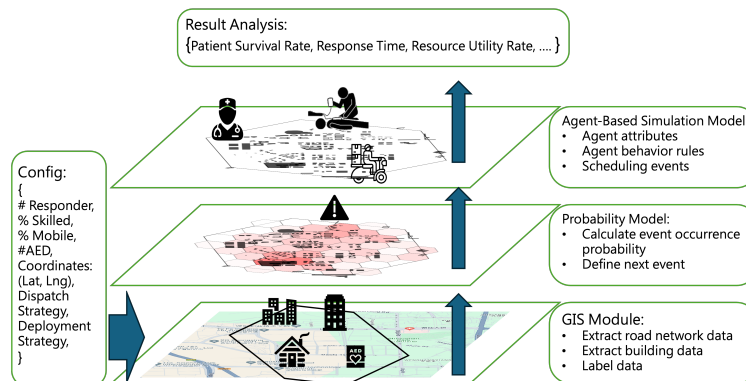 Result Analysis:
{Patient Survival Rate, Response Time, Resource Utility Rate, .... }
Agent-Based Simulation Model
• Agent attributes
• Agent behavior rules
• Scheduling events
Config:
{
# Responder,
% Skilled,
% Mobile,
#AED,
Coordinates:
(Lat, Lng),
Dispatch
Strategy,
Deployment
Strategy,
}
Probability Model:
• Calculate event occurrence
probability
• Define next event
GIS Module:
• Extract road network data
• Extract building data
• Label data
AED